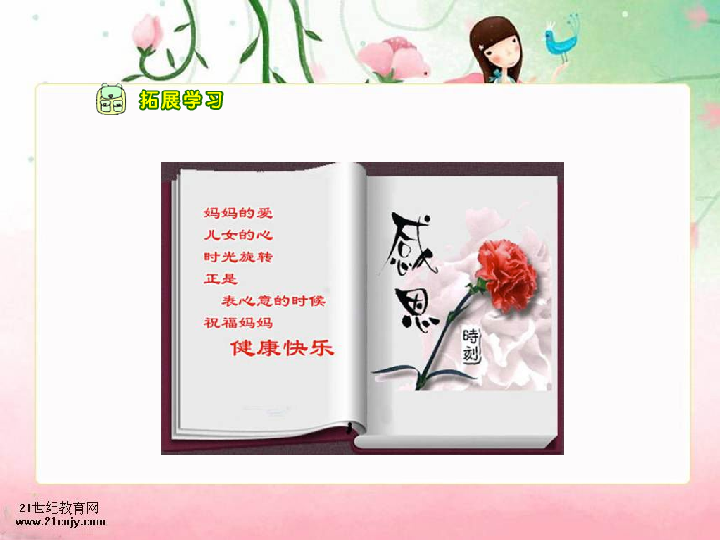 拓展学习
妈妈的爱
儿女的心
时光旋转
正是
表心意的时候
祝福妈妈
健康快乐
感恩
時刻
21世纪教育网
www.21cnjy.com